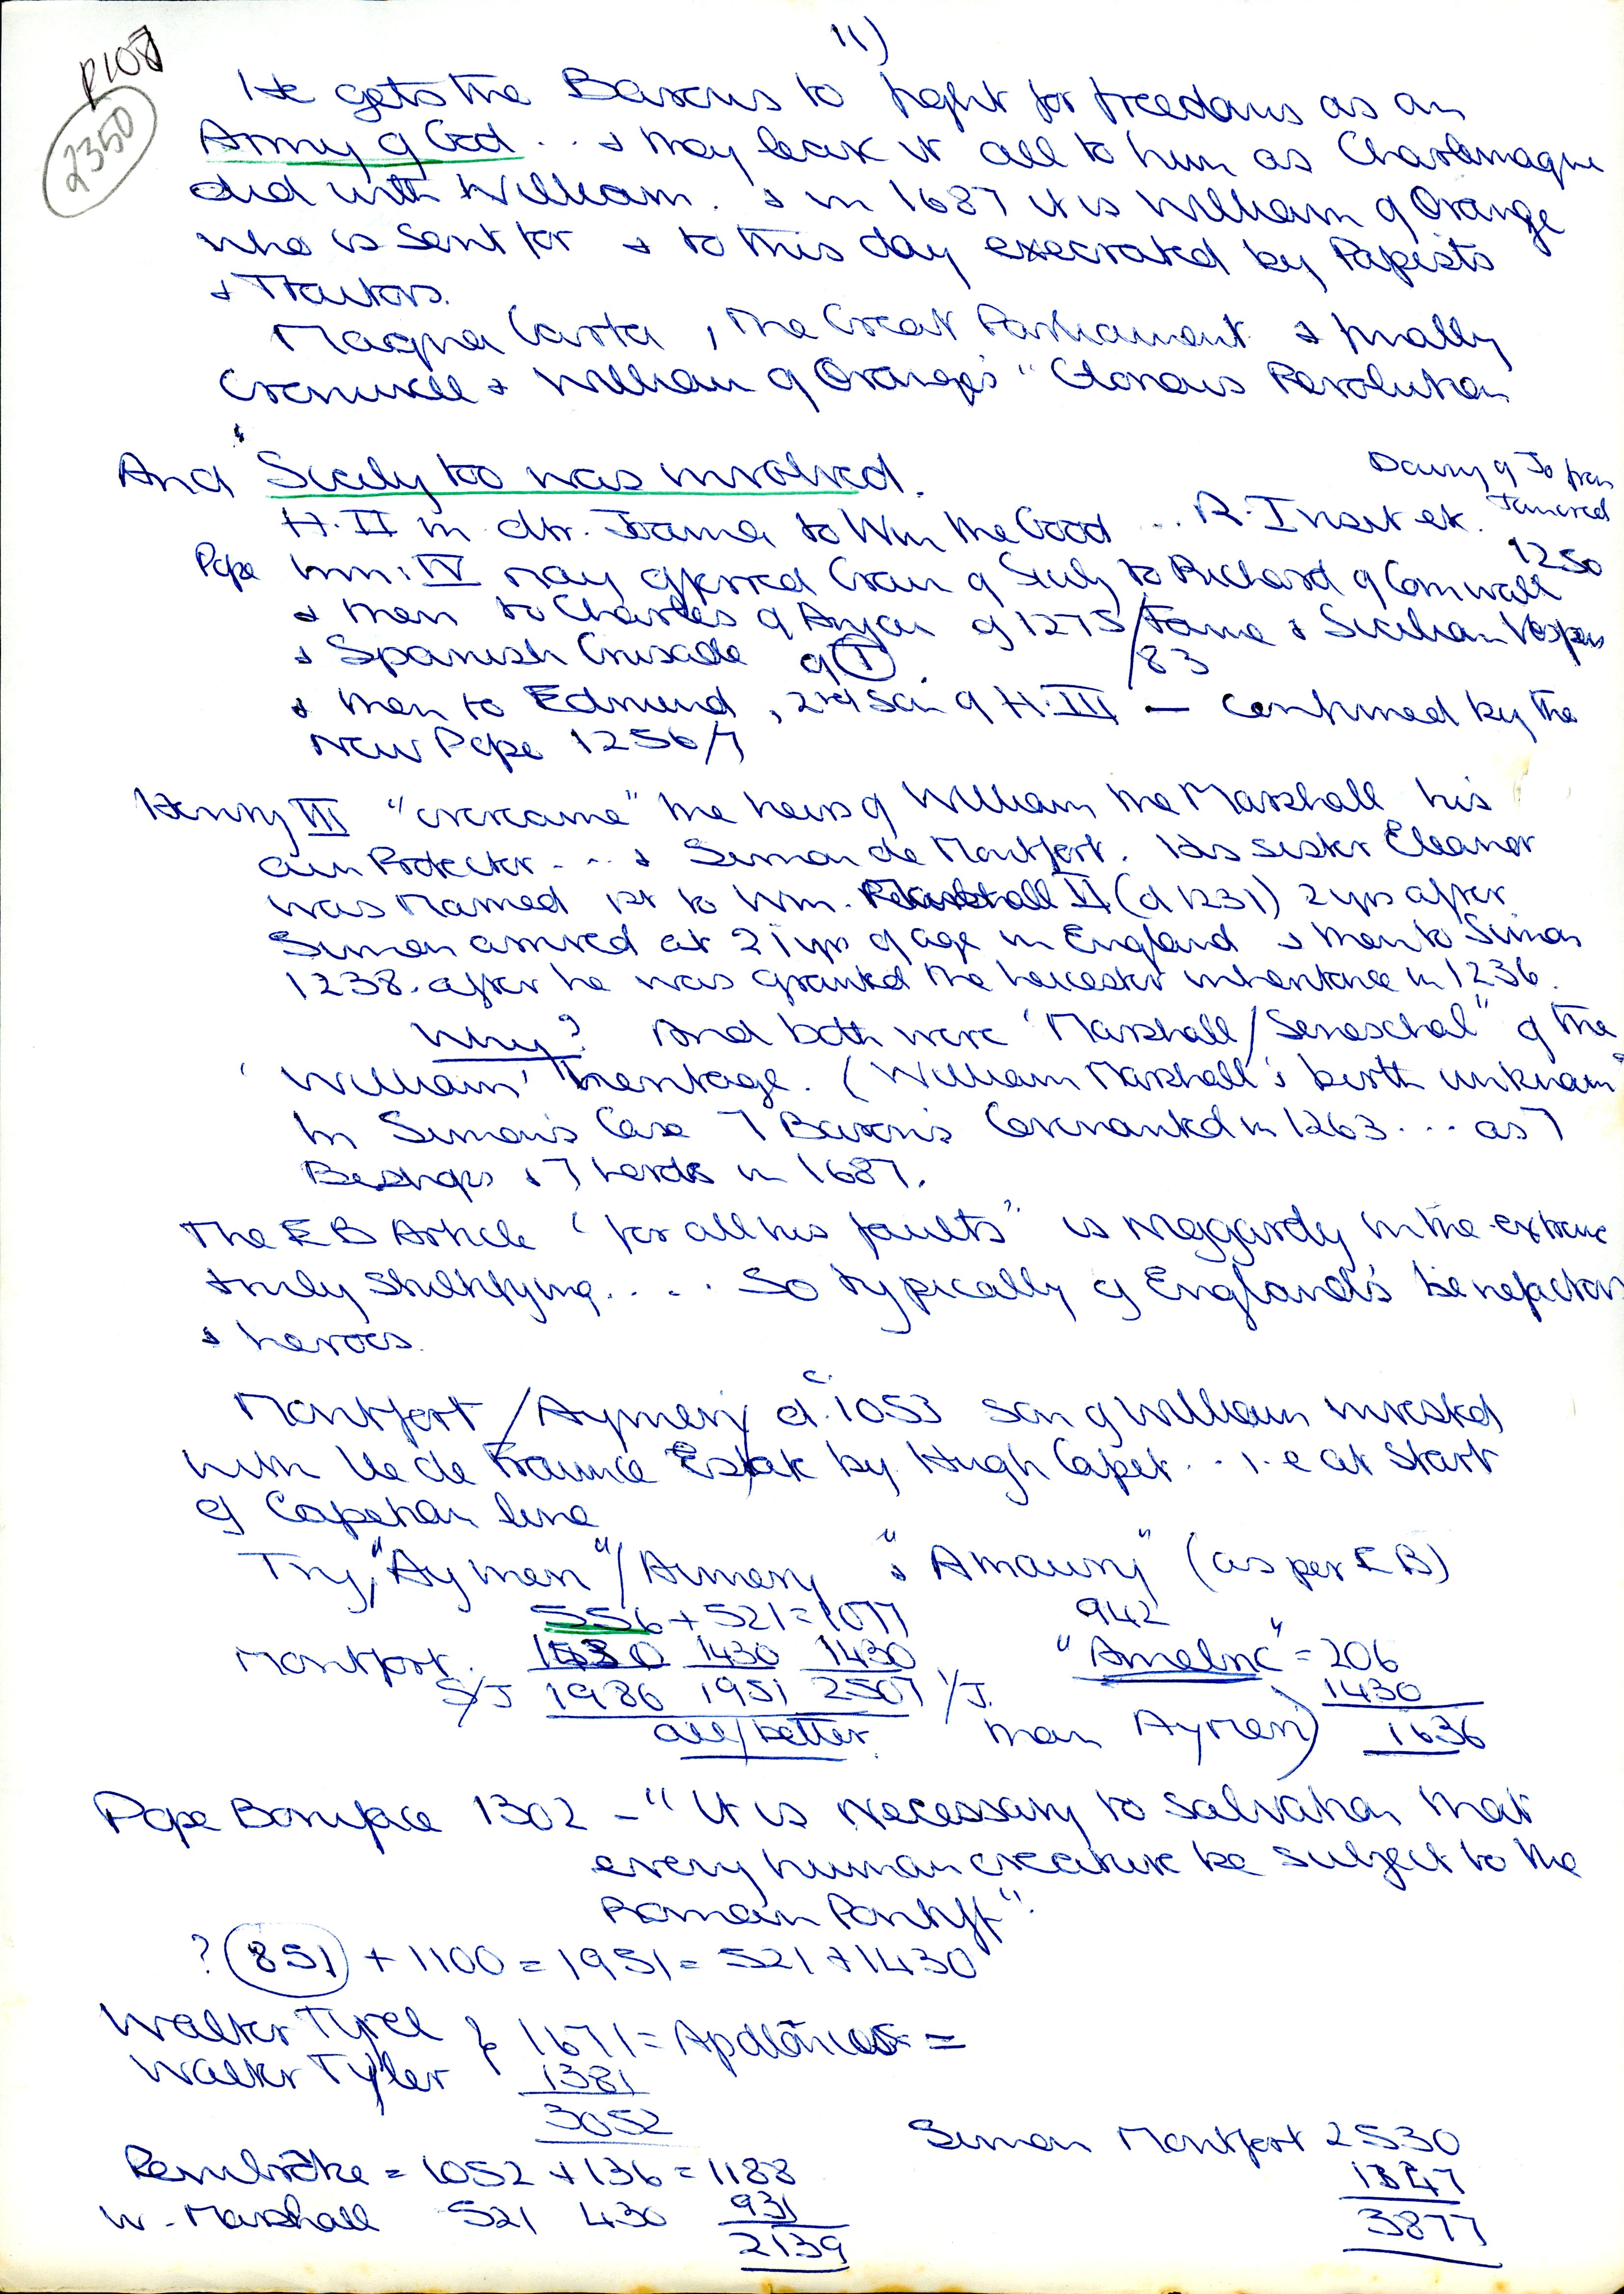 11)
P107
2350
He gets the Barons to fight for freedoms as an
Army of God ... & they leave it all to him as Charlemagne
did with William. & in 1687 it is William of Orange
who is sent for & to this day execrated by Papists
& Traitors.
Magna Carta, the Great Parliament & finally
Cromwell & William of Orange's "Glorious Revolution
"
And Sicily too was involved.
Dowry of Jo from
Tancred
H.II m. dtr. Joanna to Wm the Good ... R.I visit etc.
1250
Pope Inn: IV may offered Crown of Sicily to Richard of Cornwall
& then to Charles of Anjou of 1275/ fame & Sicilian Vespers
& Spanish Crusade of (1). /83
& then to Edmund, 2nd son of H.III — confirmed by the
New Pope 1256/7
Henry III "overcame" the heirs of William the Marshall his
own Protector ... & Simon de Montfort. His sister Eleanor
was married 1st to Wm. Marshall II (d 1231) 2 yrs after
Simon arrived at 21 yrs of age in England & then to Simon
1238. after he was granted the Leicester inheritance in 1236.
Why? And both were 'Marshall/Seneschal" of the
'William' heritage. (William Marshall's birth unknown"
In Simon's Case 7 Barons Covenanted in 1263 ... as 7
Bishops & 7 Lords in 1687.
The EB Article 'for all his faults" is niggardly in the extreme
truly stultifying .... So typically of England's benefactors
& heroes.
Montfort/Aymery d.c.1053 son of William invested
with Ile de France Estate by Hugh Capet .. i.e at start
of Capetian line
Try, "Aymeri"/Aimery "& Amaury" (as per EB)
556 + 521 = 1077 942
Montfort. 1430 1430 1430 "Amelric" = 206
S/J 1986 1951 2507 1/J. 1430
all/better. than Aymeri) 1636
Pope Boniface 1302 - "It is necessary to salvation that
every human creature be subject to the
Roman Pontiff".
? (851) + 1100 = 1951 = 521 + 1430
Walter Tyrel } 1671 = =
Walter Tyler 1381
3052
Simon Montfort 2530
Pembroke = 1052 + 136 = 1188 1347
W. Marshall 521 430 931 3877
2139